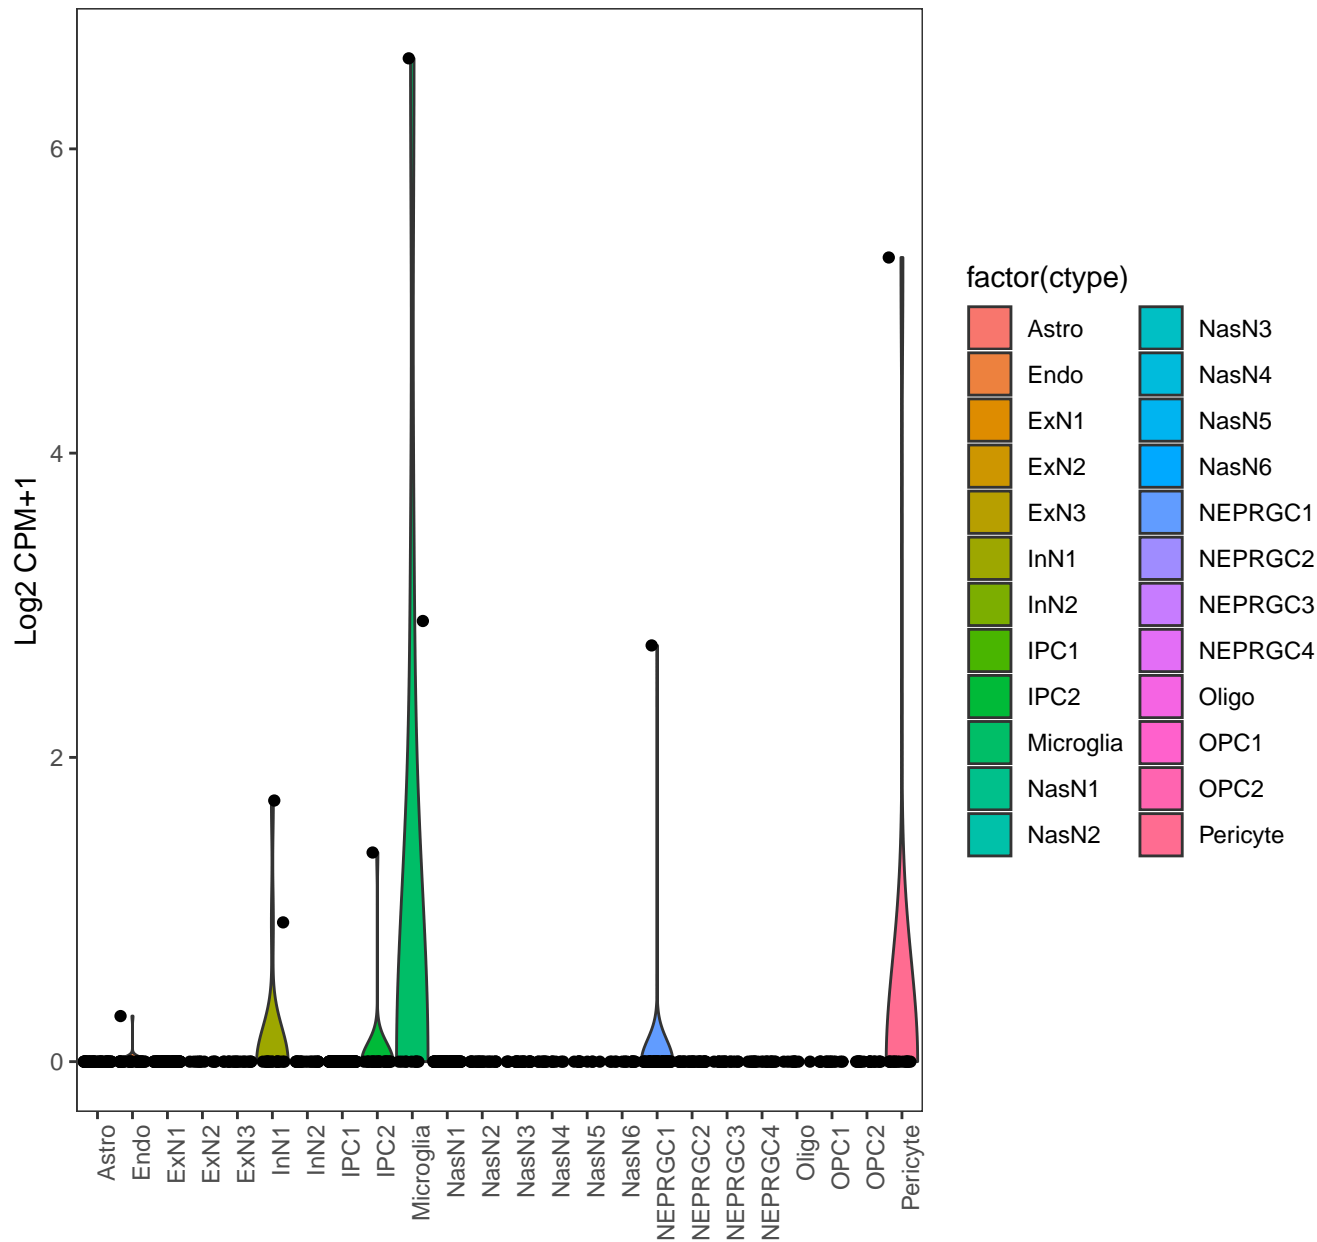 6
4
2
0
Log2 CPM+1
Astro
Endo
ExN1
ExN2
ExN3
InN1
InN2
IPC1
IPC2
Microglia
NasN1
NasN2
NasN3
NasN4
NasN5
NasN6
NEPRGC1
NEPRGC2
NEPRGC3
NEPRGC4
Oligo
OPC1
OPC2
Pericyte
factor(ctype)
Astro
Endo
ExN1
ExN2
ExN3
InN1
InN2
IPC1
IPC2
Microglia
NasN1
NasN2
NasN3
NasN4
NasN5
NasN6
NEPRGC1
NEPRGC2
NEPRGC3
NEPRGC4
Oligo
OPC1
OPC2
Pericyte